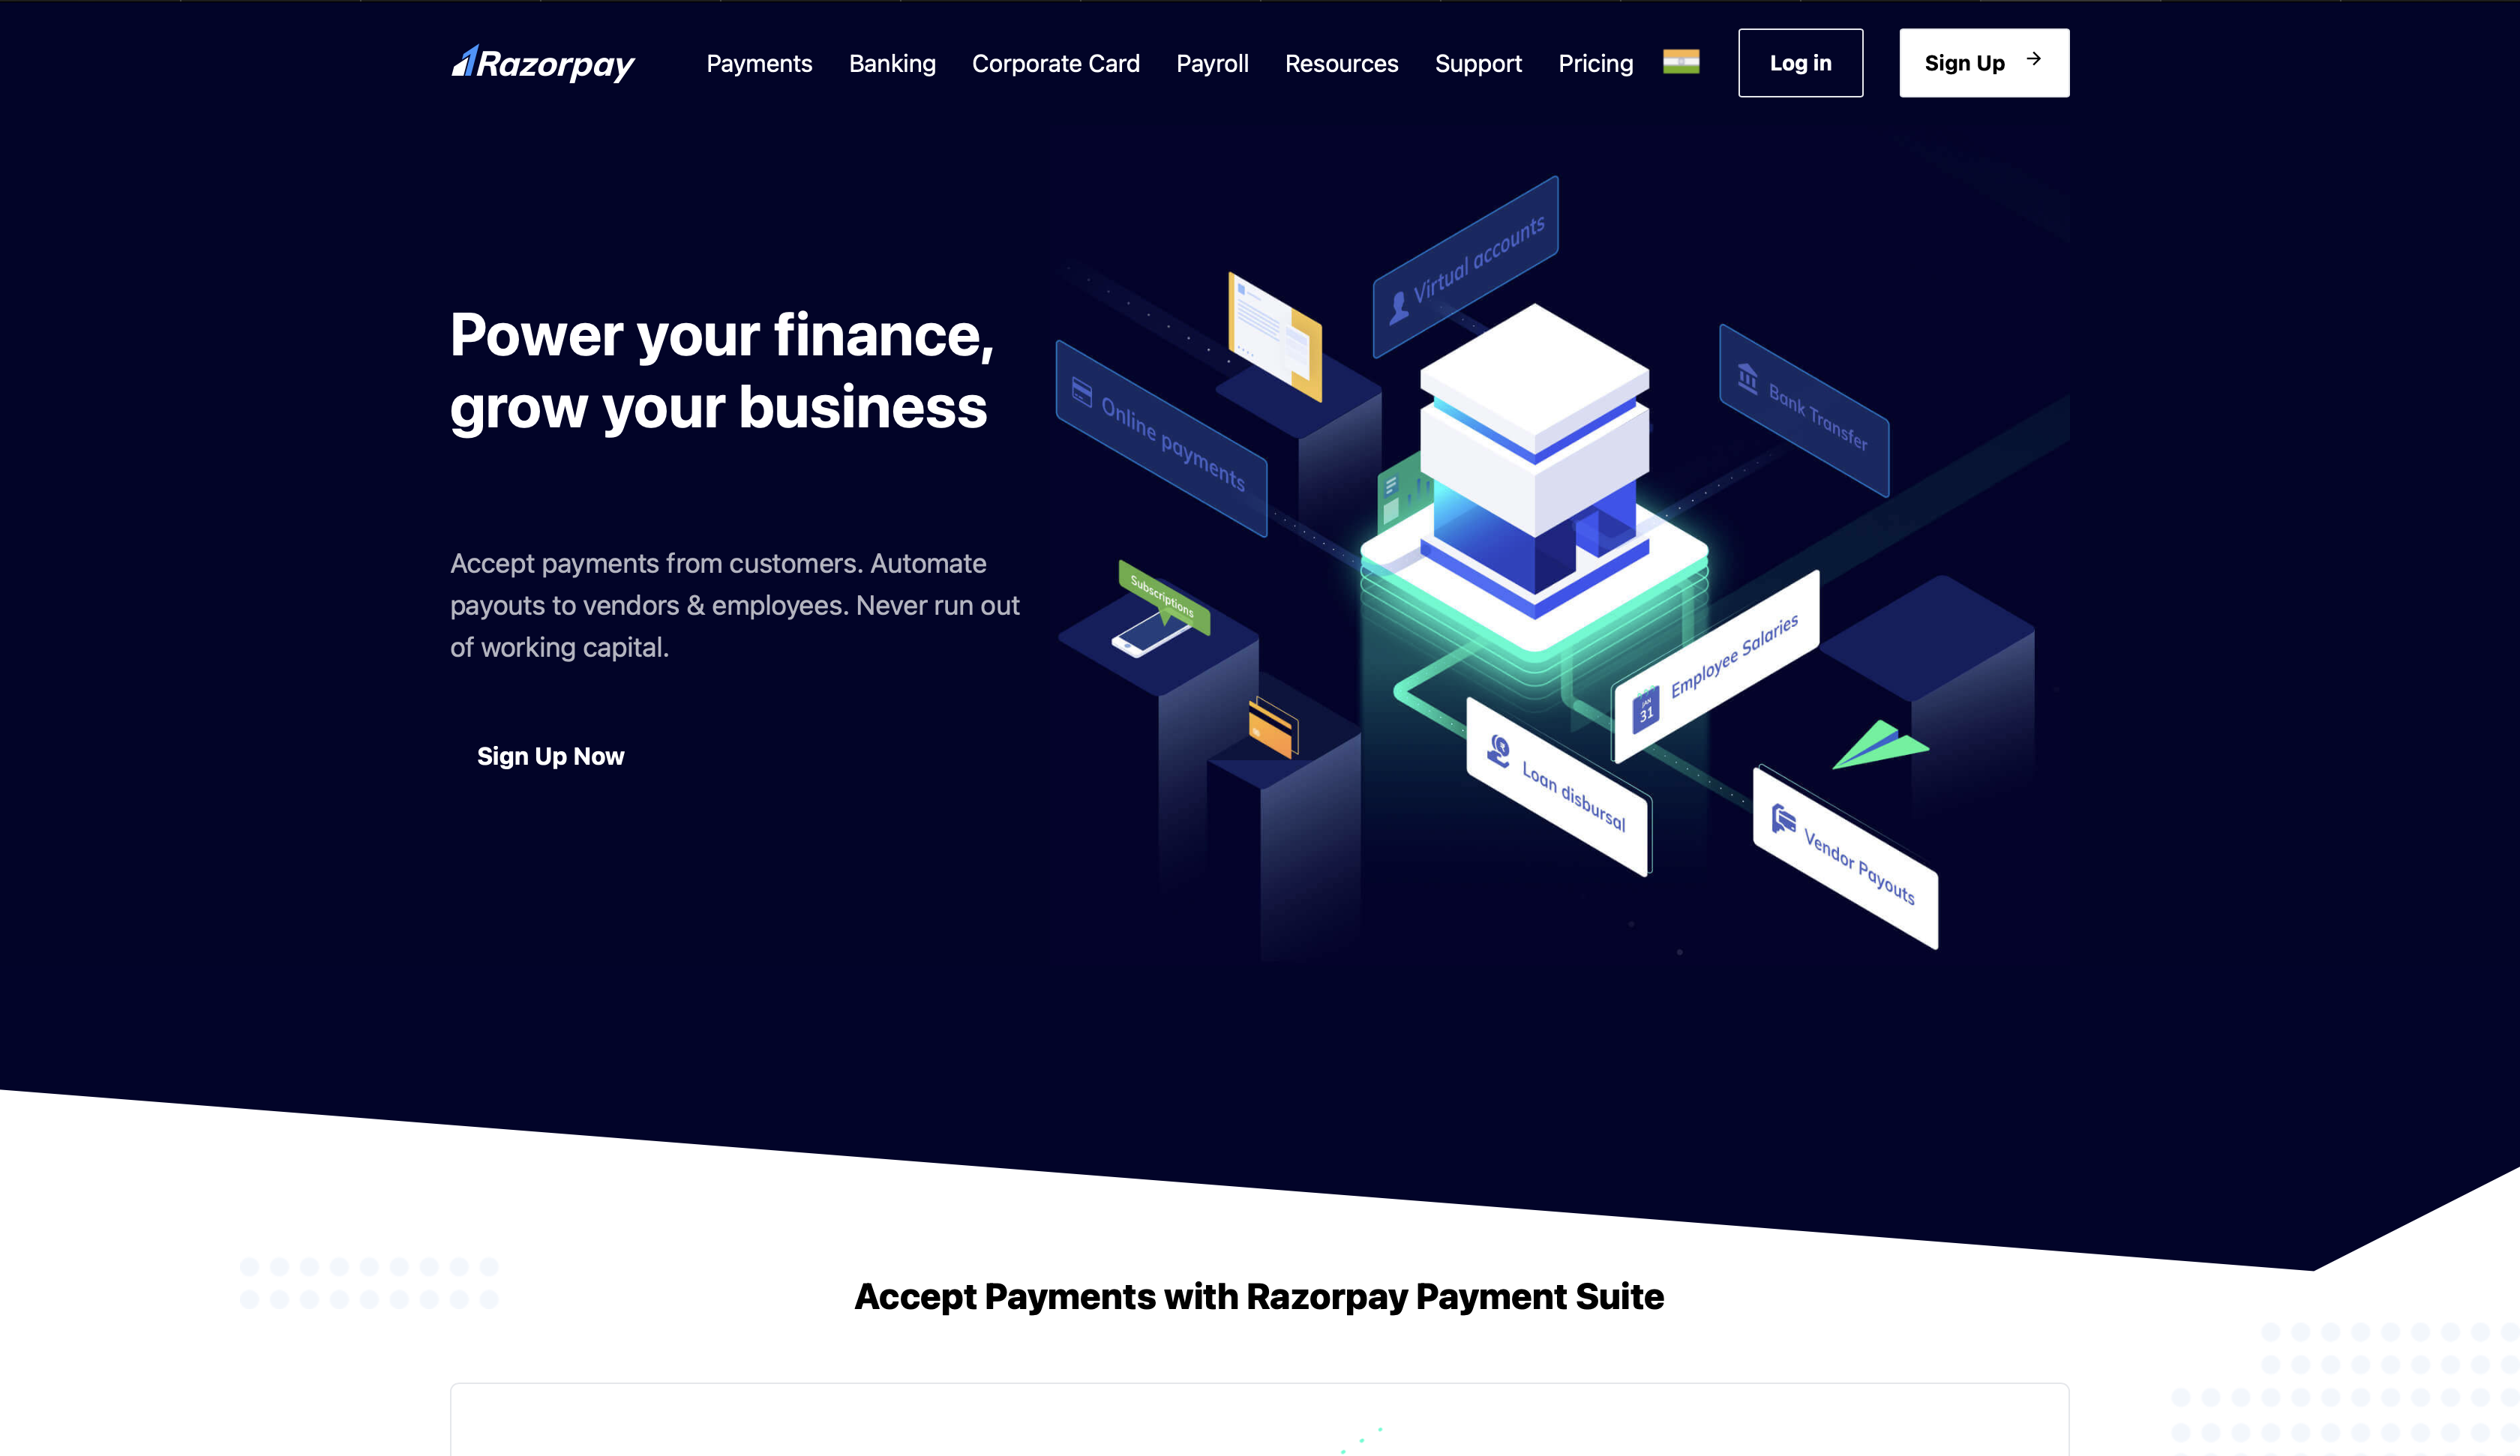 Razorpay
Payments
Banking
Corporate Card
Payroll
Resources
Support
Pricing
Log in
Sign Up
Power your finance,
grow your business
Accept payments from customers. Automate
payouts to vendors & employees. Never run out
of working capital.
Sign Up Now
Virtual accounts
Online payments
Bank Transfer
Subscriptions
JAN
31
Employee Salaries
Loan disbursal
Vendor Payouts
Accept Payments with Razorpay Payment Suite